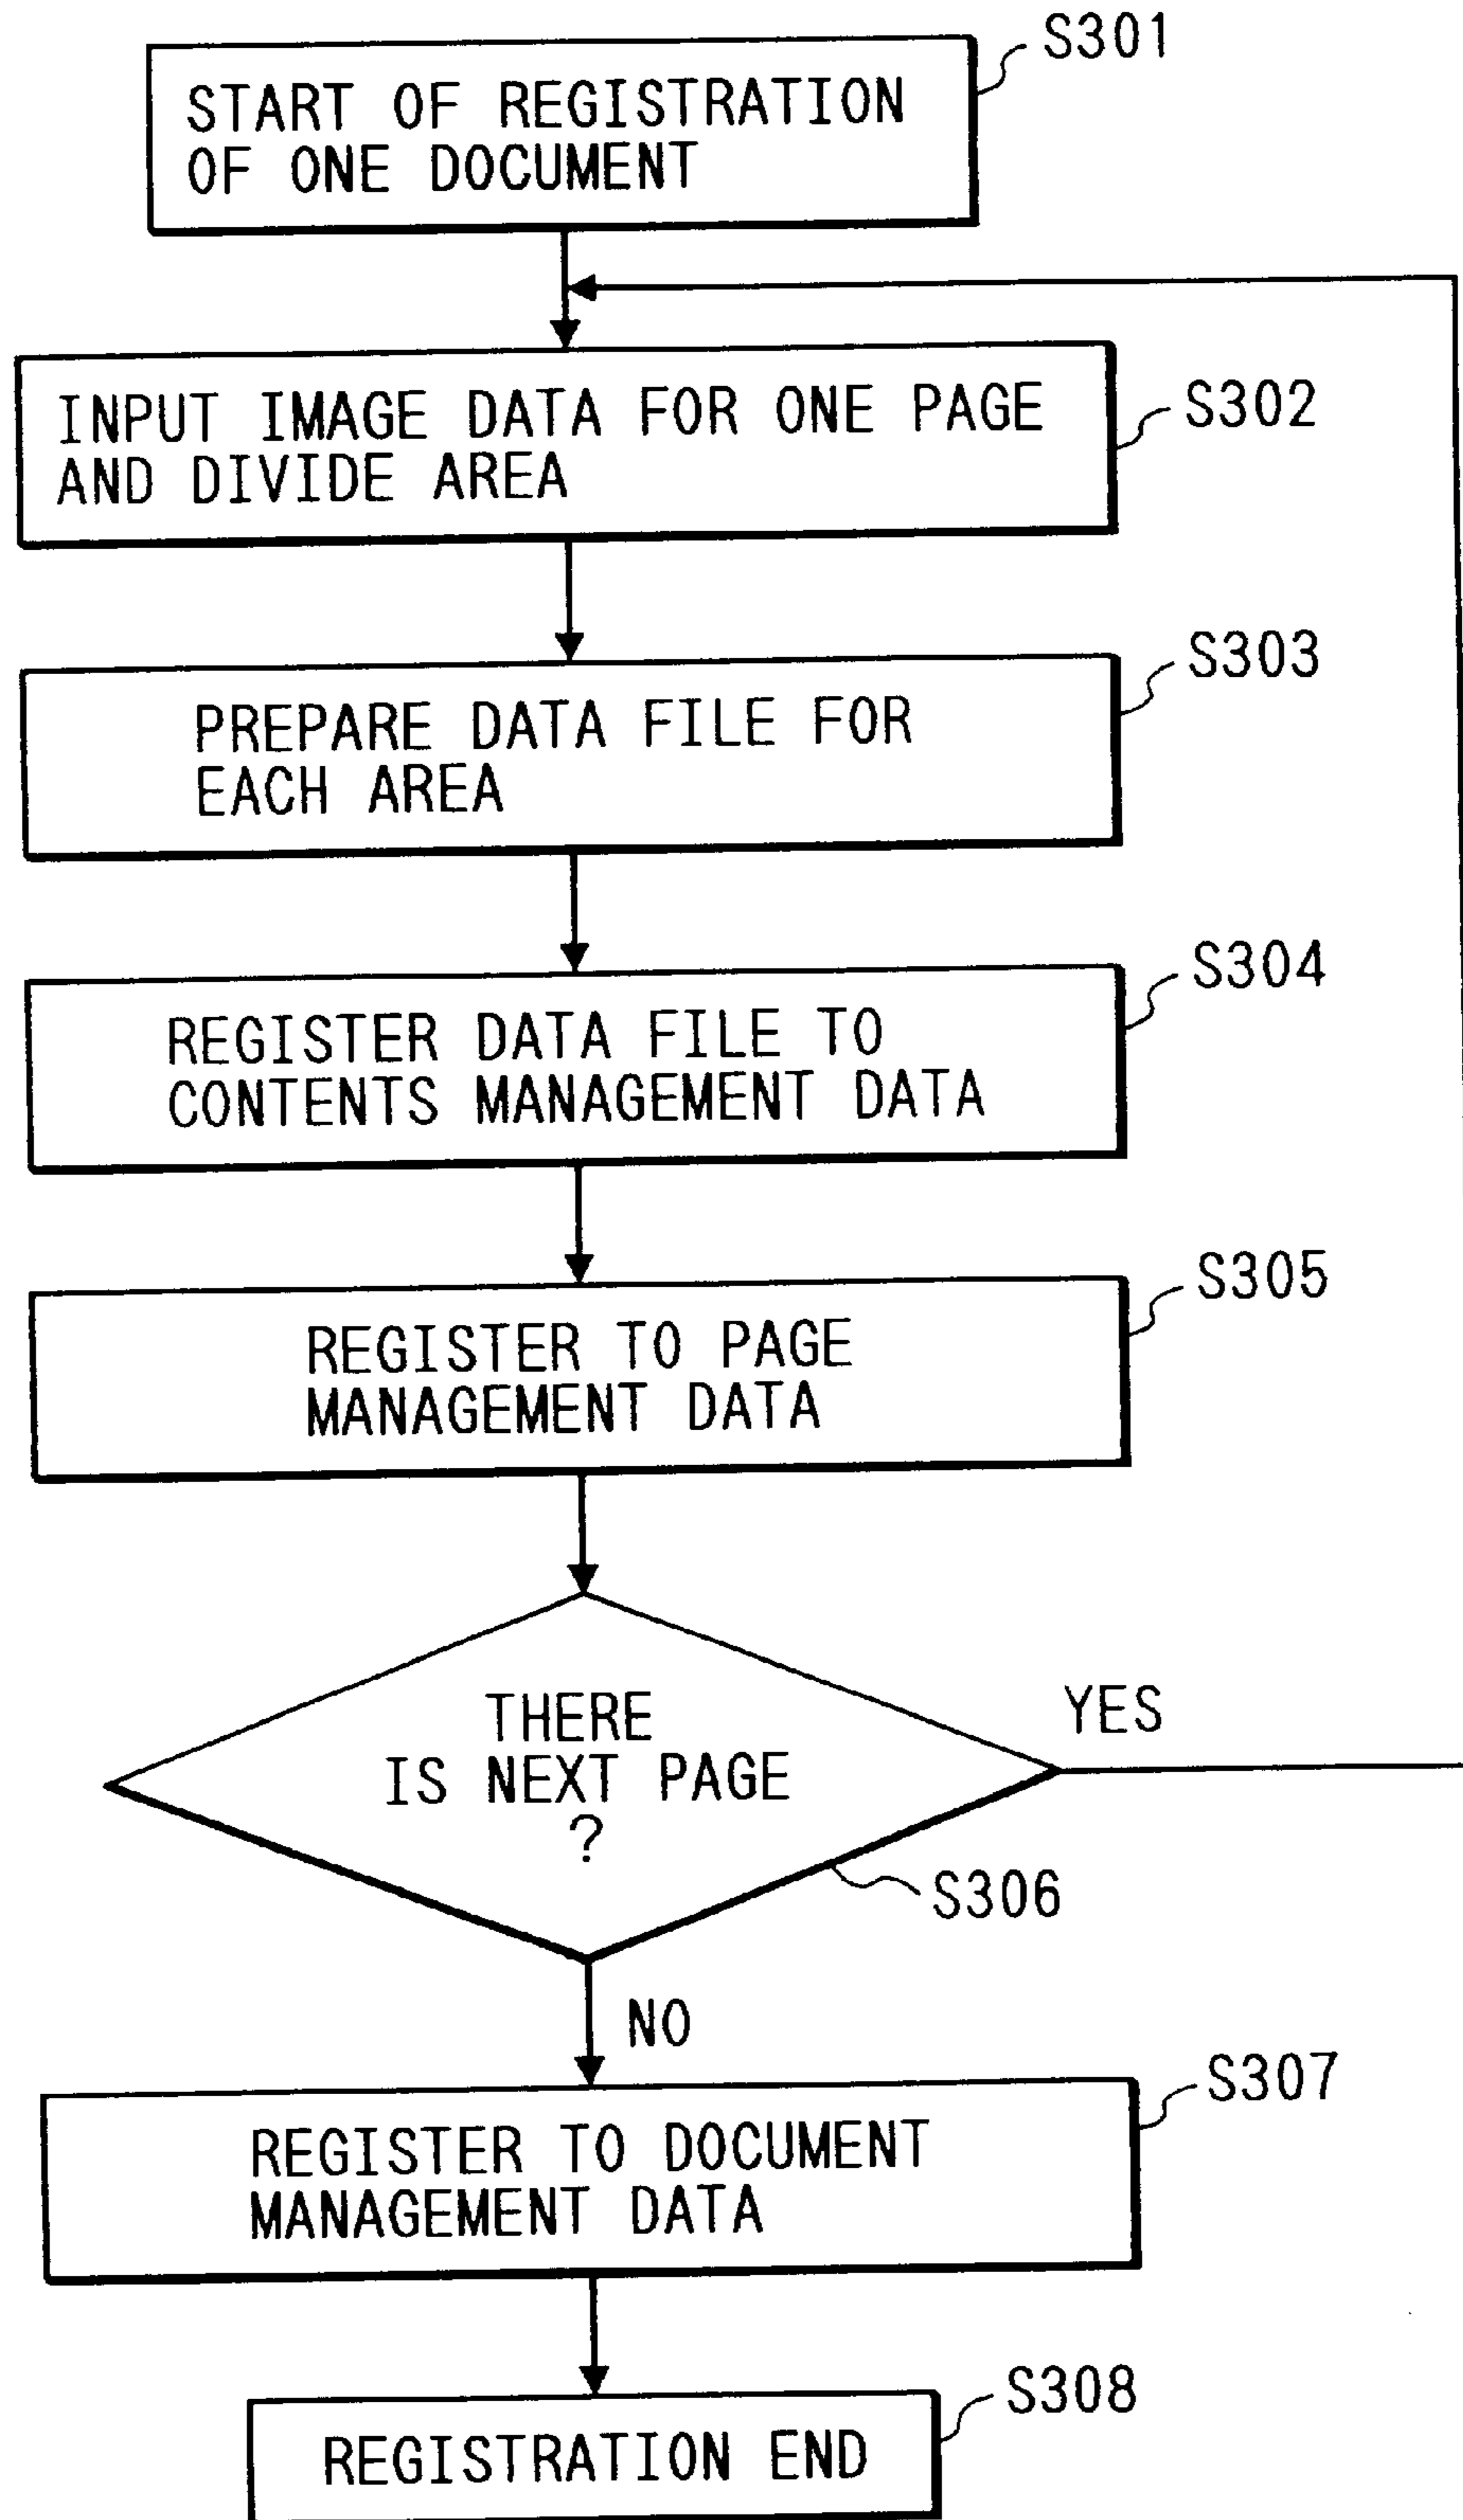 S301
START OF REGISTRATION
OF ONE DOCUMENT
S302
INPUT IMAGE DATA FOR ONE PAGE
AND DIVIDE AREA
S303
PREPARE DATA FILE FOR
EACH AREA
S304
REGISTER DATA FILE TO
CONTENTS MANAGEMENT DATA
S305
REGISTER TO PAGE
MANAGEMENT DATA
YES
THERE
IS NEXT PAGE
?
S306
NO
S307
REGISTER TO DOCUMENT
MANAGEMENT DATA
S308
REGISTRATION END